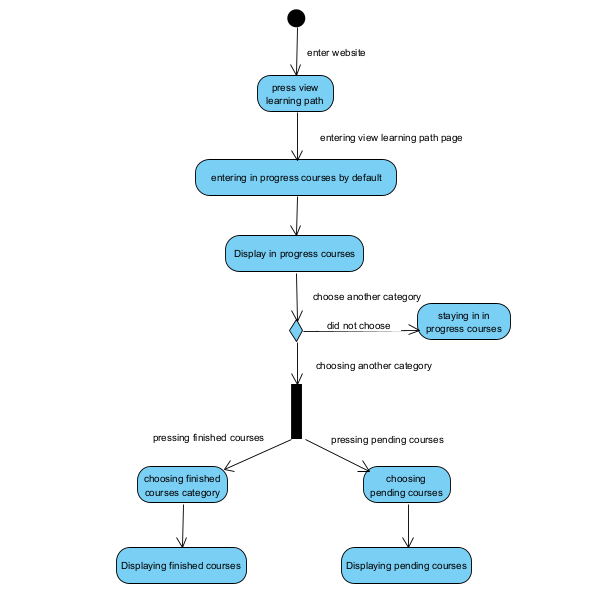 enter website
press view
learning path
entering view learning path page
entering in progress courses by default
Display in progress courses
choose another category
did not choose
staying in in
progress courses
choosing another category
pressing finished courses
pressing pending courses
choosing finished
courses category
choosing
pending courses
Displaying finished courses
Displaying pending courses